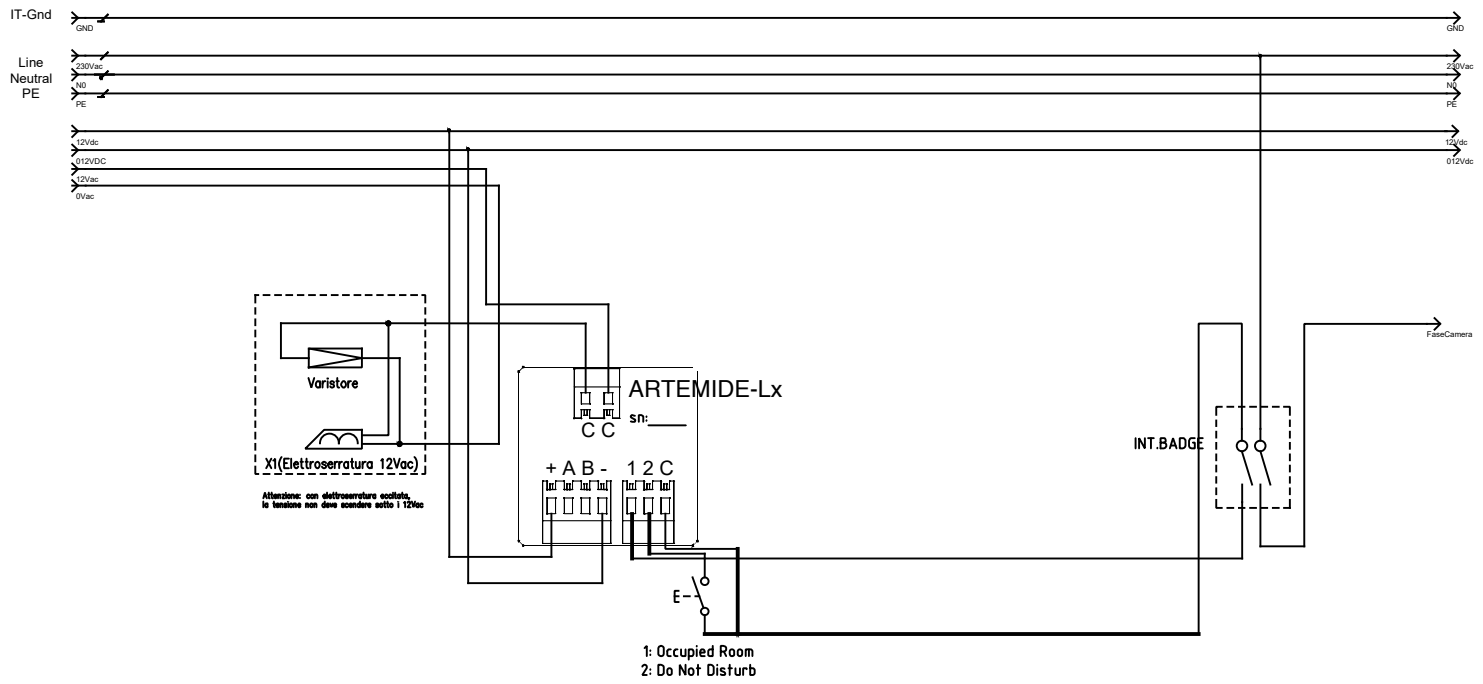 IT-Gnd
GND
GND
Line
230Vac
230Vac
Neutral
N0
N0
PE
PE
PE
12Vdc
12Vdc
012VDC
012Vdc
12Vac
0Vac
FaseCamera
Varistore
ARTEMIDE-Lx
sn:
C C
INT.BADGE
X1(Elettroserratura 12Vac)
+ A B - 1 2 C
Attenzione: con elettroserratura eccitata,
la tensione non deve scendere sotto i 12Vac
E
1: Occupied Room
2: Do Not Disturb